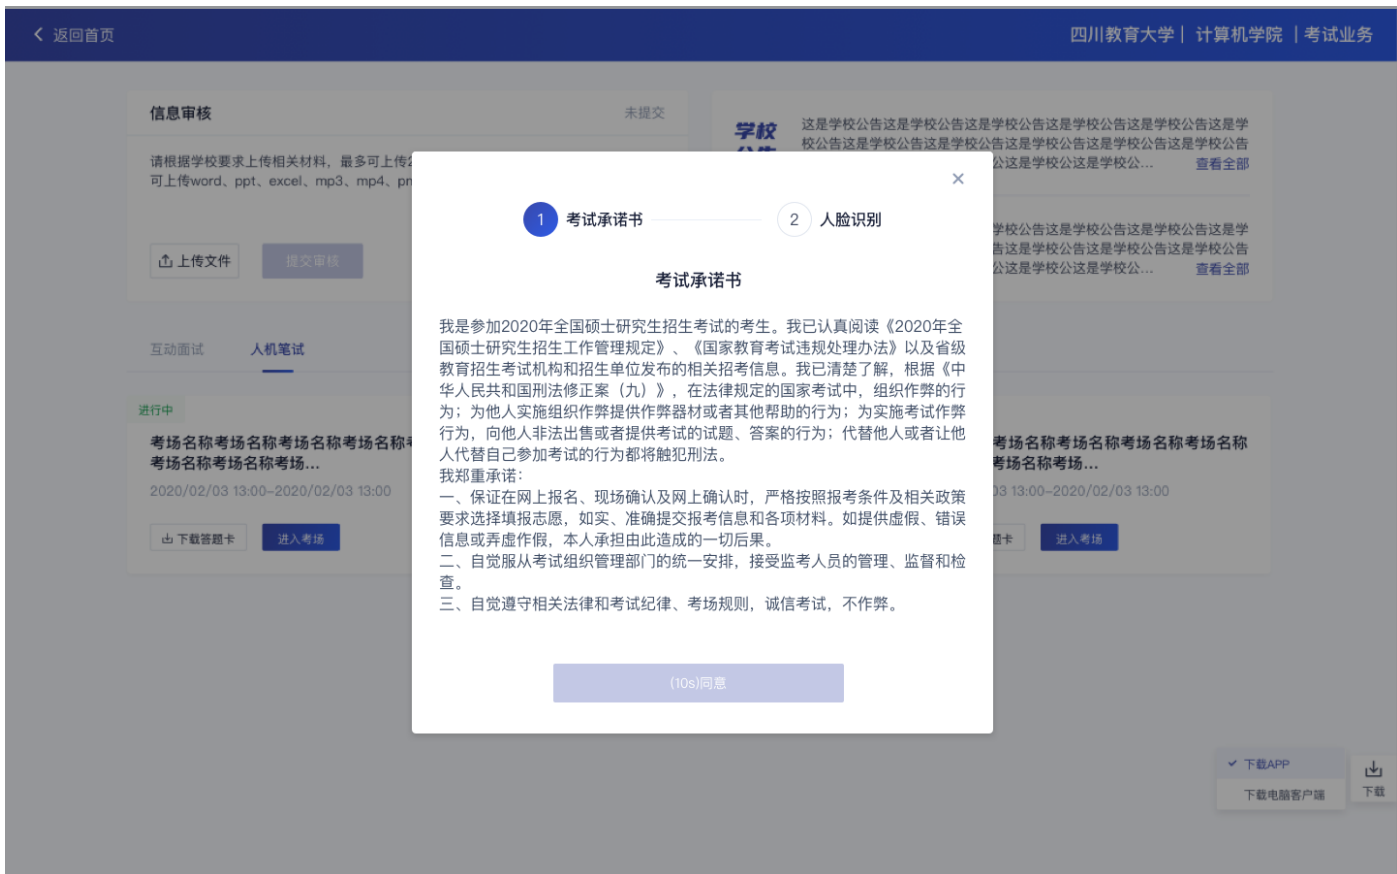 返回首页
四川教育大学| 计算机学院 |考试业务
信息审核
未提交
请根据学校要求上传相关材料，最多可上传
可上传word、ppt、excel、mp3、mp4、
上传文件
提交审核
学校
公告
这是学校公告这是学校公告这是学校公告这是学校公告这是学校公告这是学
校公告这是学校公告这是学校公告这是学校公告这是学校公告这是学校公告
公这是学校公这是学校公...
查看全部
学校公告这是学校公告这是学校公告这是学
告这是学校公告这是学校公告这是学校公告
公这是学校公这是学校公...
查看全部
互动面试
人机笔试
进行中
考场名称考场名称考场名称考场名称
考场名称考场名称考场...
2020/02/03 13:00–2020/02/03 13:00
下载答题卡
进入考场
考场名称考场名称考场名称考场名称
考场名称考场...
03 13:00–2020/02/03 13:00
题卡
进入考场
×
1 考试承诺书
2 人脸识别
考试承诺书
我是参加2020年全国硕士研究生招生考试的考生。我已认真阅读《2020年全
国硕士研究生招生工作管理规定》、《国家教育考试违规处理办法》以及省级
教育招生考试机构和招生单位发布的相关招考信息。我已清楚了解，根据《中
华人民共和国刑法修正案（九）》，在法律规定的国家考试中，组织作弊的行
为；为他人实施组织作弊提供作弊器材或者其他帮助的行为；为实施考试作弊
行为，向他人非法出售或者提供考试的试题、答案的行为；代替他人或者让他
人代替自己参加考试的行为都将触犯刑法。
我郑重承诺：
一、保证在网上报名、现场确认及网上确认时，严格按照报考条件及相关政策
要求选择填报志愿，如实、准确提交报考信息和各项材料。如提供虚假、错误
信息或弄虚作假，本人承担由此造成的一切后果。
二、自觉服从考试组织管理部门的统一安排，接受监考人员的管理、监督和检
查。
三、自觉遵守相关法律和考试纪律、考场规则，诚信考试，不作弊。
(10s)同意
下载APP
下载电脑客户端
下载